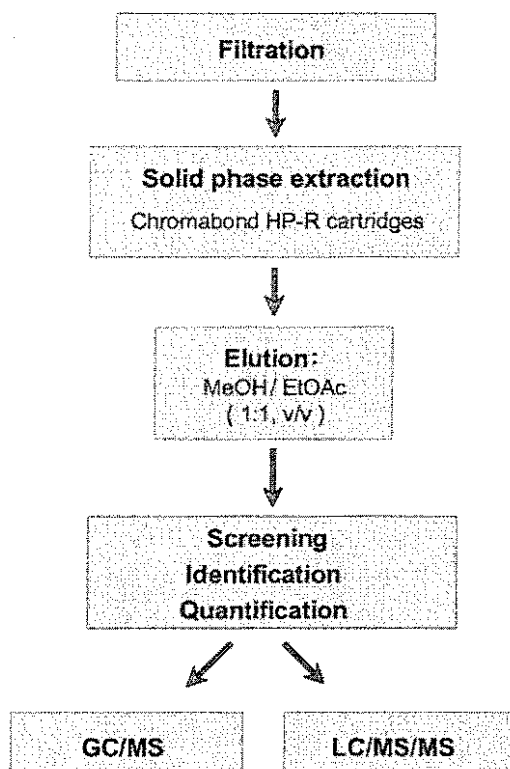 Filtration
Solid phase extraction
Chromabond HP-R cartridges
Elution:
MeOH / EtOAc
( 1:1, v/v )
Screening
Identification
Quantification
GC/MS
LC/MS/MS